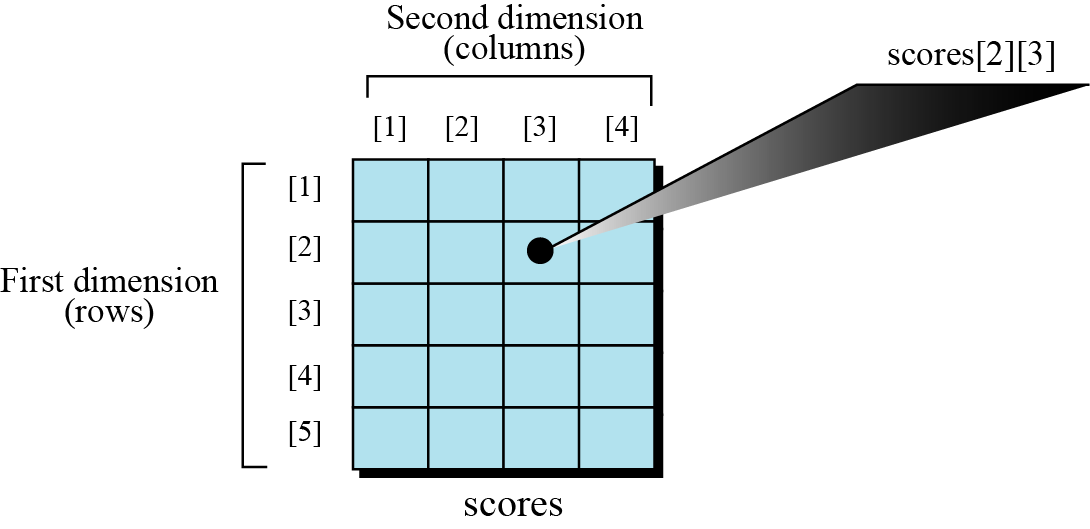 Second dimension
(columns)
scores[2][3]
[1] [2] [3] [4]
[1]
[2]
First dimension
(rows)
[3]
[4]
[5]
scores